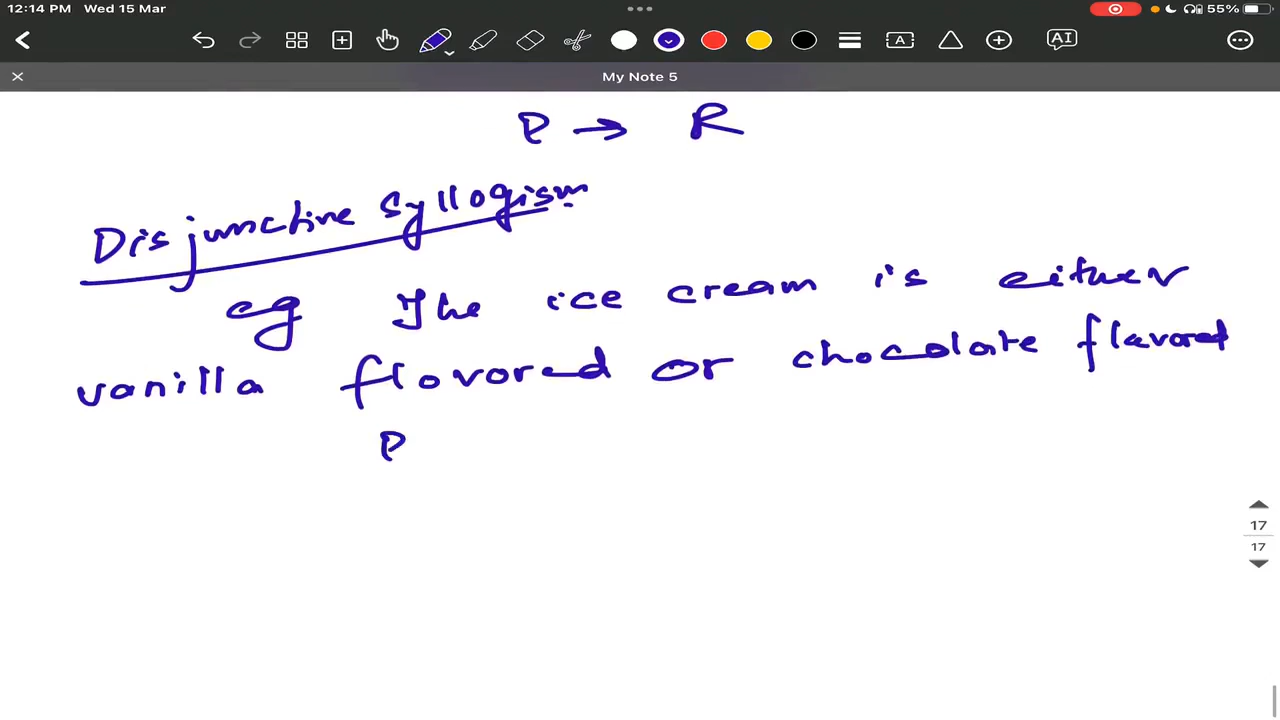 12:14 PM Wed 15 Mar
55%
A
AI
My Note 5
P → R
Disjunctive Syllogism
eg The ice cream is either
vanilla flavored or chocolate flavored
P
17
17